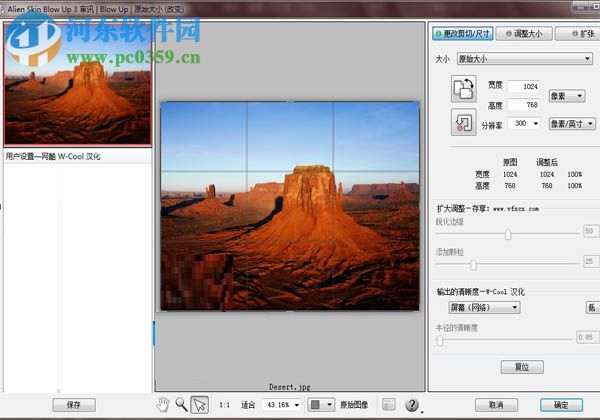 Alien Skin Blow Up 3 审讯 | Blow Up | 原始大小 (改变)
河东软件园
www.pc0359.cn
用户设置—网酷 W-Cool 汉化
保存
Desert.jpg
1:1 适合 43.16% 原始图像
更改剪切/尺寸 调整大小 扩张
大小 原始大小
宽度 1024
高度 768
像素
分辨率 300 像素/英寸
原图 调整后
宽度 1024 1024 100%
高度 768 768 100%
扩大调整—存享: www.vfxcx.com
锐化边缘
50
添加颗粒
25
输出的清晰度—W-Cool 汉化
屏幕 (网络) 低
半径的清晰度
0.85
复位
取消 确定